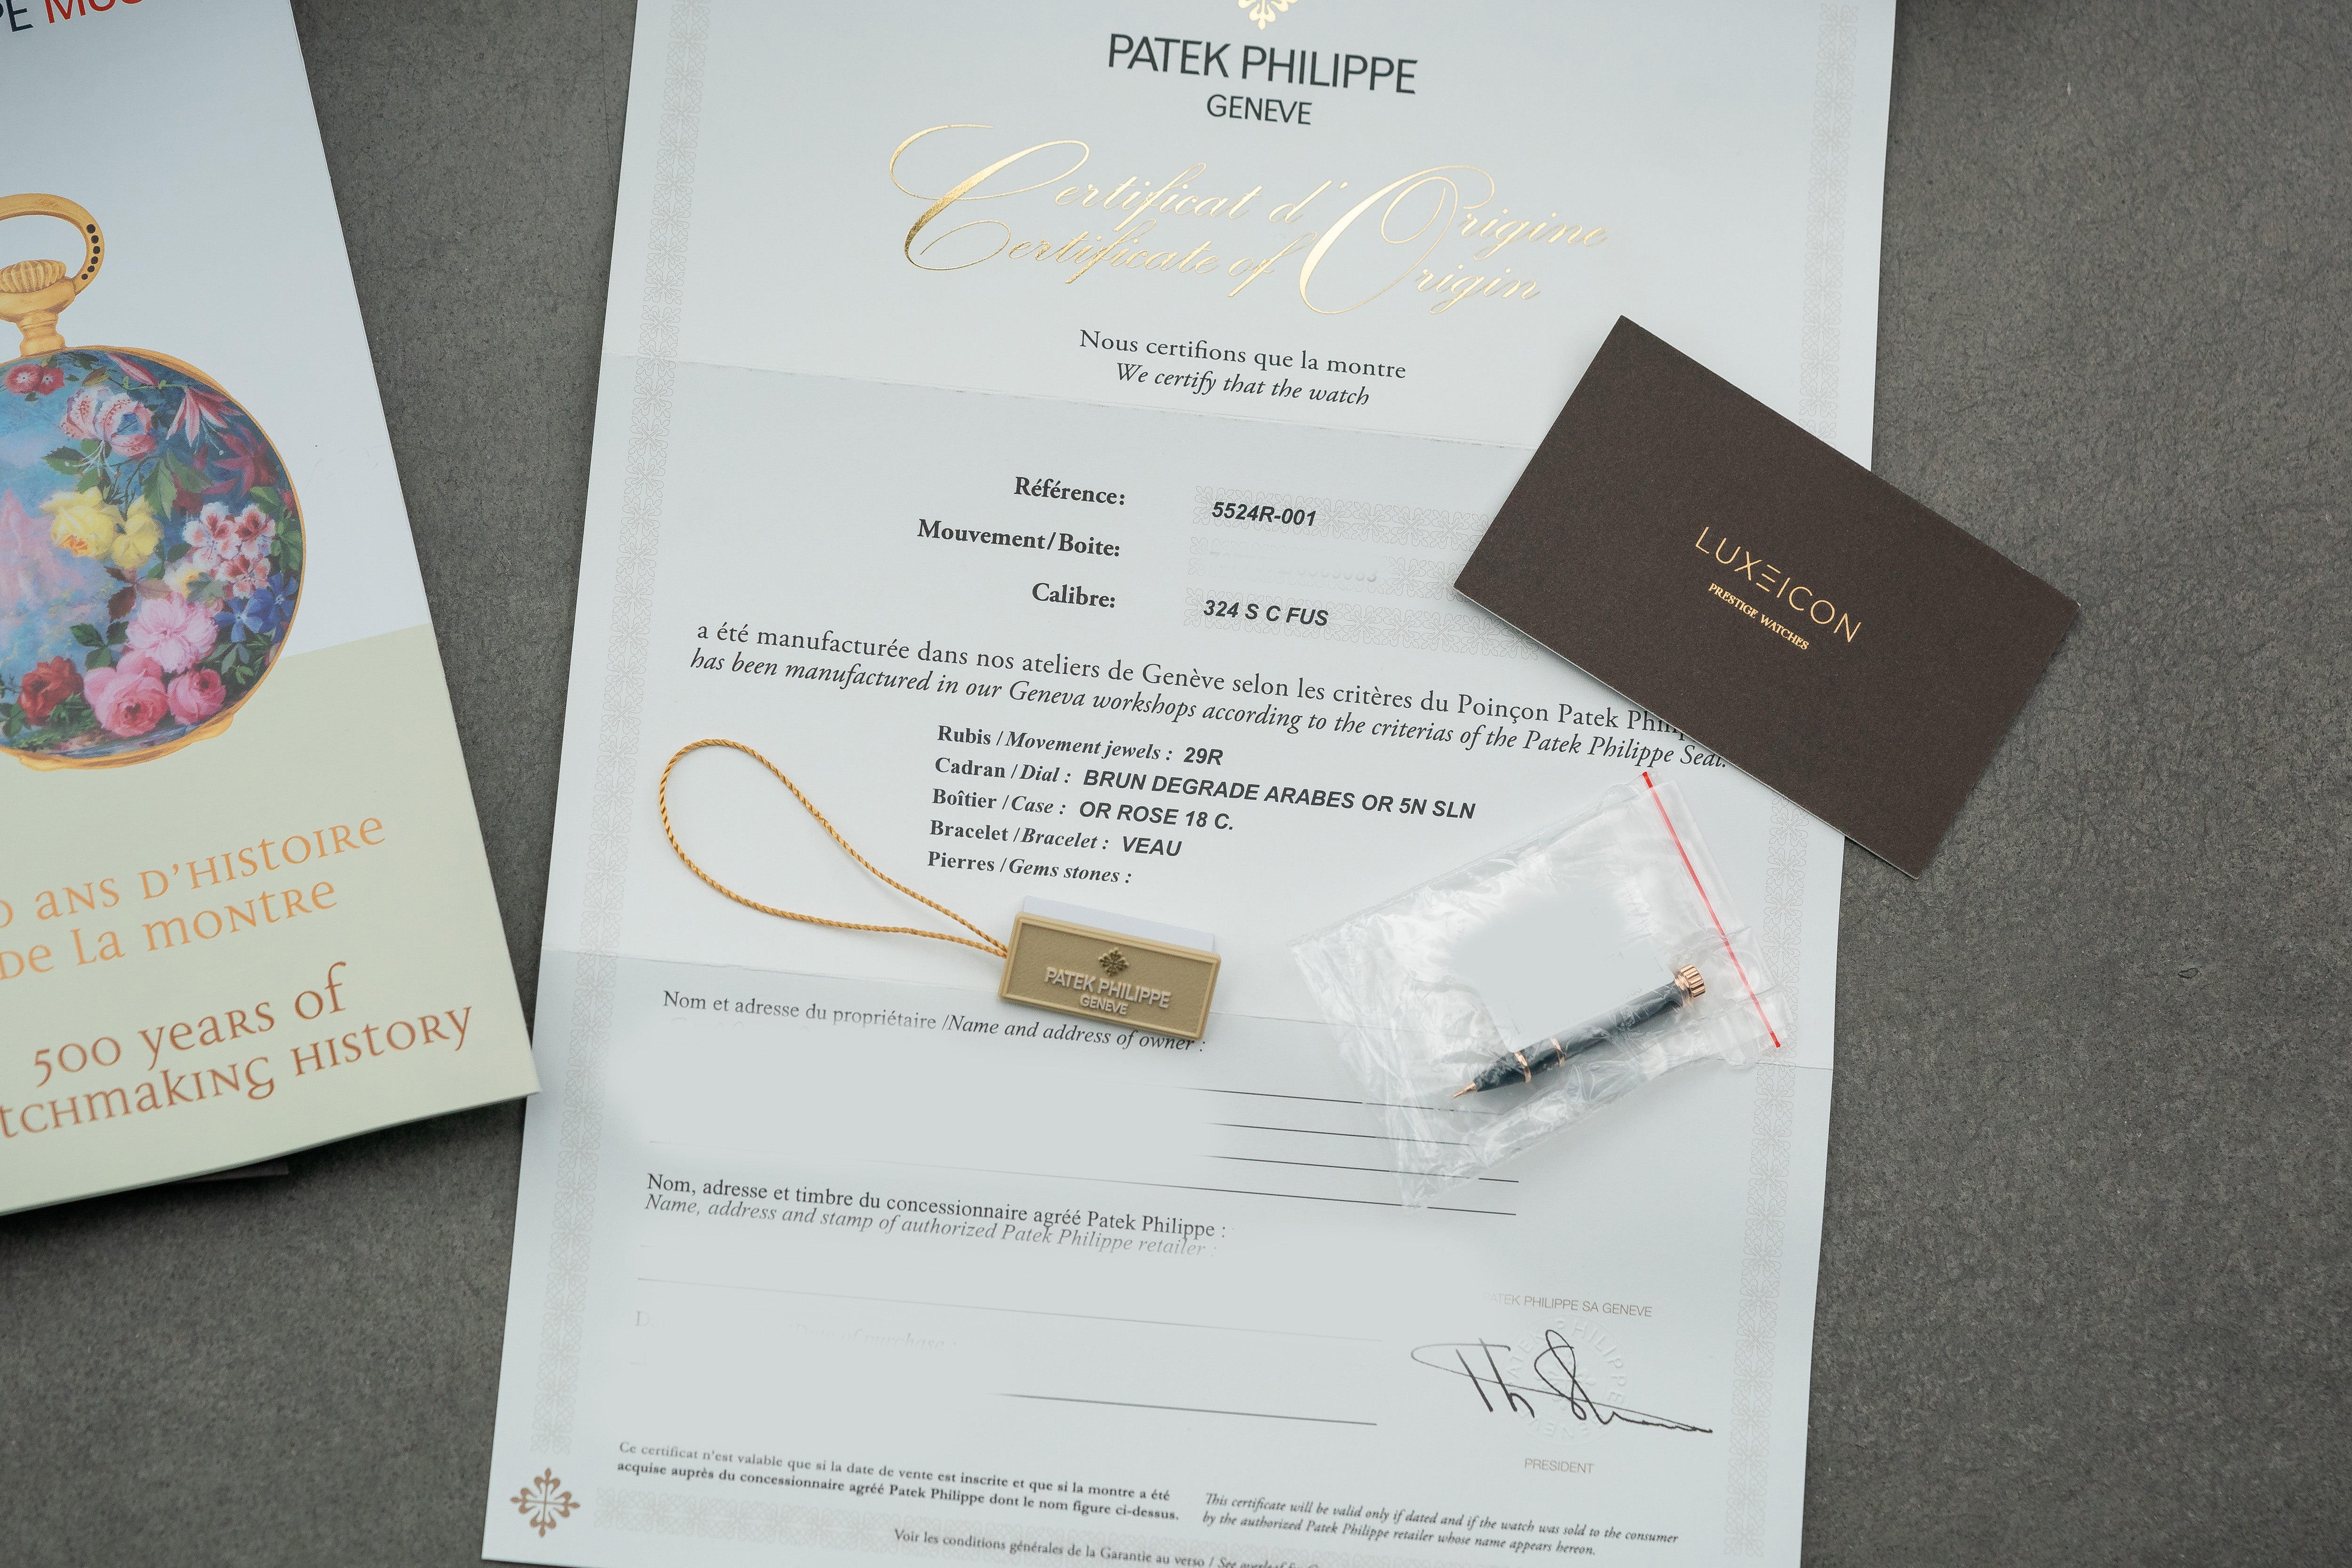 PATEK PHILIPPE
GENEVE
Certificat d'Origine
Certificate of Origin
Nous certifions que la montre
We certify that the watch
Référence: 5524R-001
Mouvement/Boite:
Calibre: 324 S C FUS
a été manufacturée dans nos ateliers de Genève selon les critères du Poinçon Patek
has been manufactured in our Geneva workshops according to the criterias of the Patek Philippe Seal.
Rubis / Movement jewels : 29R
Cadran / Dial : BRUN DEGRADE ARABES OR 5N SLN
Boîtier / Case : OR ROSE 18 C.
Bracelet / Bracelet : VEAU
Pierres / Gems stones :
Nom et adresse du propriétaire /Name and address of owner :
Nom, adresse et timbre du concessionnaire agréé Patek Philippe :
Name, address and stamp of authorized Patek Philippe retailer :
of purchase :
PATEK PHILIPPE SA GENEVE
PRESIDENT
Ce certificat n'est valable que si la date de vente est inscrite et que si la montre a été
acquise auprès du concessionnaire agréé Patek Philippe dont le nom figure ci-dessus.
This certificate will be valid only if dated and if the watch was sold to the consumer
by the authorized Patek Philippe retailer whose name appears hereon.
Voir les conditions générales de la Garantie au verso / See
LUXEICON
PRESTIGE WATCHES
PATEK PHILIPPE
GENEVE
ANS D'HISTOIRE
DE LA MONTRE
500 years of
HISTORY